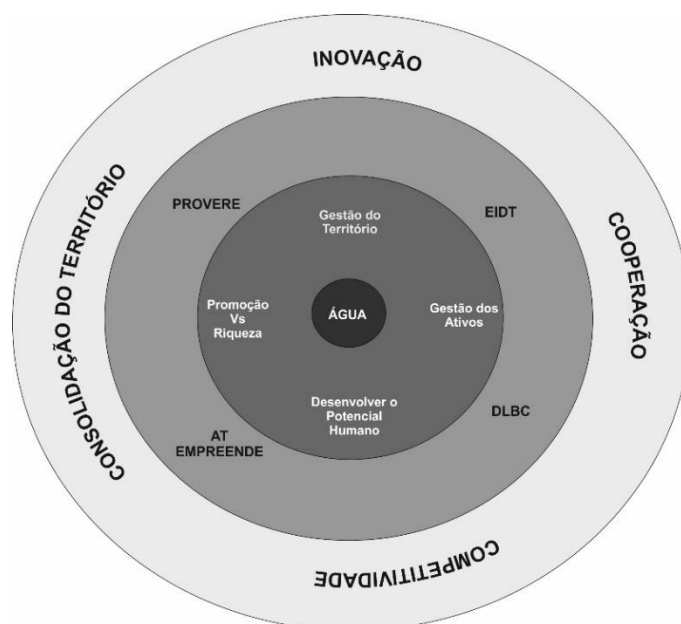 INOVAÇÃO
CONSOLIDAÇÃO DO TERRITÓRIO
COOPERAÇÃO
COMPETITIVIDADE
PROVERE
EIDT
AT
EMPREENDE
DLBC
Gestão do
Território
Promoção
Vs
Riqueza
Gestão dos
Ativos
Desenvolver o
Potencial
Humano
ÁGUA